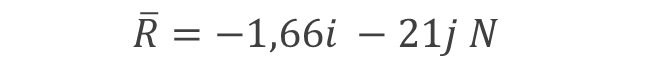 R̄ = −1,66i − 21j N